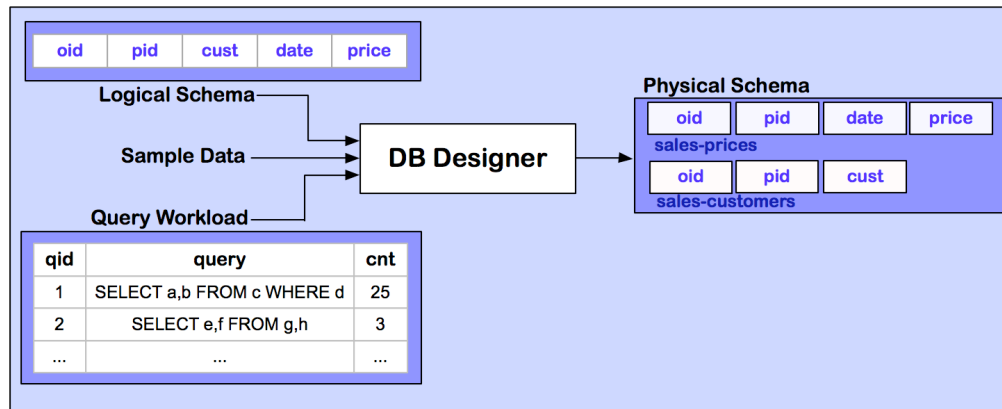 oid pid cust date price
Logical Schema
Sample Data
Query Workload
qid query cnt
1 SELECT a,b FROM c WHERE d 25
2 SELECT e,f FROM g,h 3
... ... ...
DB Designer
Physical Schema
oid pid date price
sales-prices
oid pid cust
sales-customers